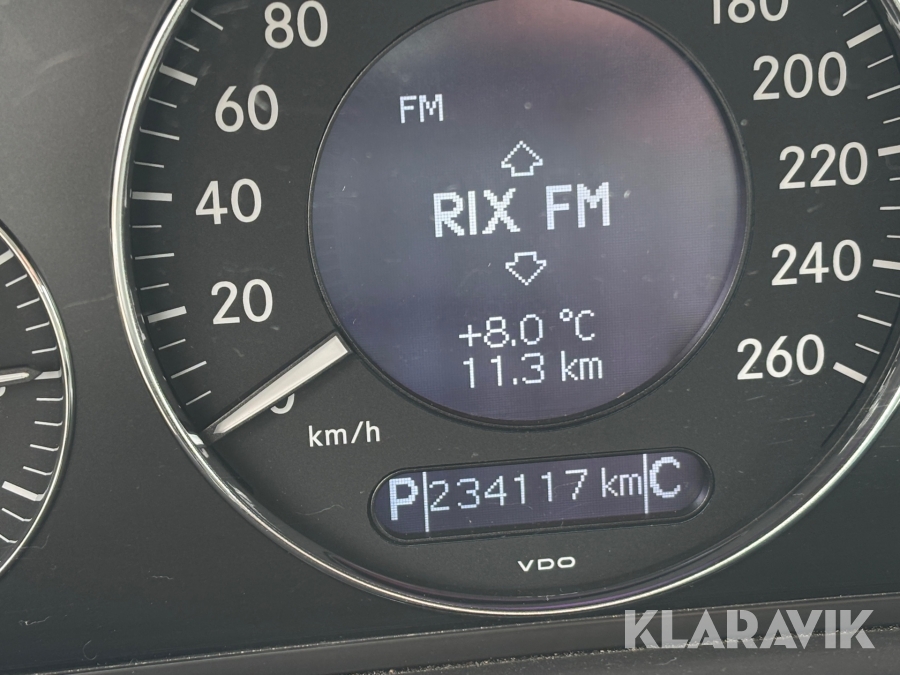 80
60
40
20
0
km/h
180
200
220
240
260
FM
RIX FM
+8.0 °C
11.3 km
P 234117 km C
VDO
KLARAVIK